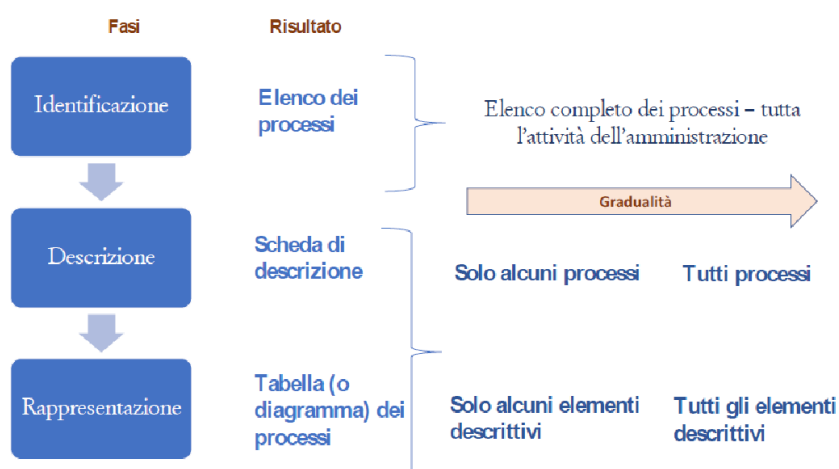 Fasi
Risultato
Identificazione
Elenco dei
processi
Elenco completo dei processi – tutta
l'attività dell'amministrazione
Gradualità
Descrizione
Scheda di
descrizione
Solo alcuni processi
Tutti processi
Rappresentazione
Tabella (o
diagramma) dei
processi
Solo alcuni elementi
descrittivi
Tutti gli elementi
descrittivi